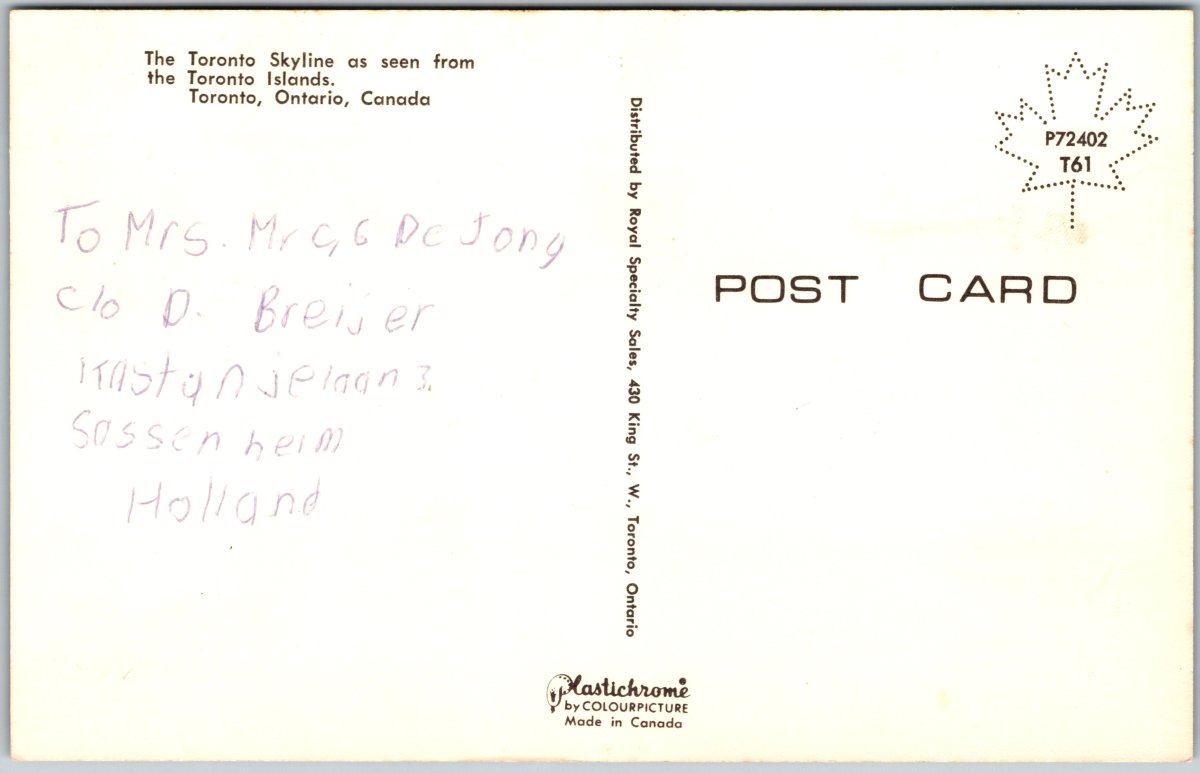 The Toronto Skyline as seen from
the Toronto Islands.
Toronto, Ontario, Canada
To Mrs. Mr G,G De Jong
c/o D. Breijer
Kastanjelaan 3
Sassenheim
Holland
Distributed by Royal Specialty Sales, 430 King St., W., Toronto, Ontario
P72402
T61
POST CARD
Plastichrome
by COLOURPICTURE
Made in Canada